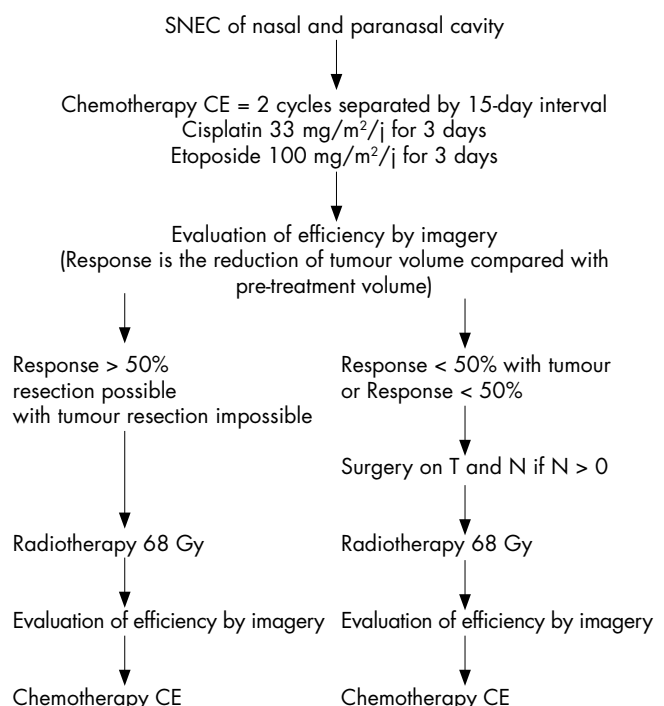 SNEC of nasal and paranasal cavity
Chemotherapy CE = 2 cycles separated by 15-day interval
Cisplatin 33 mg/m²/j for 3 days
Etoposide 100 mg/m²/j for 3 days
Evaluation of efficiency by imagery
(Response is the reduction of tumour volume compared with
pre-treatment volume)
Response > 50%
resection possible
with tumour resection impossible
Response < 50% with tumour
or Response < 50%
Surgery on T and N if N > 0
Radiotherapy 68 Gy
Radiotherapy 68 Gy
Evaluation of efficiency by imagery
Evaluation of efficiency by imagery
Chemotherapy CE
Chemotherapy CE